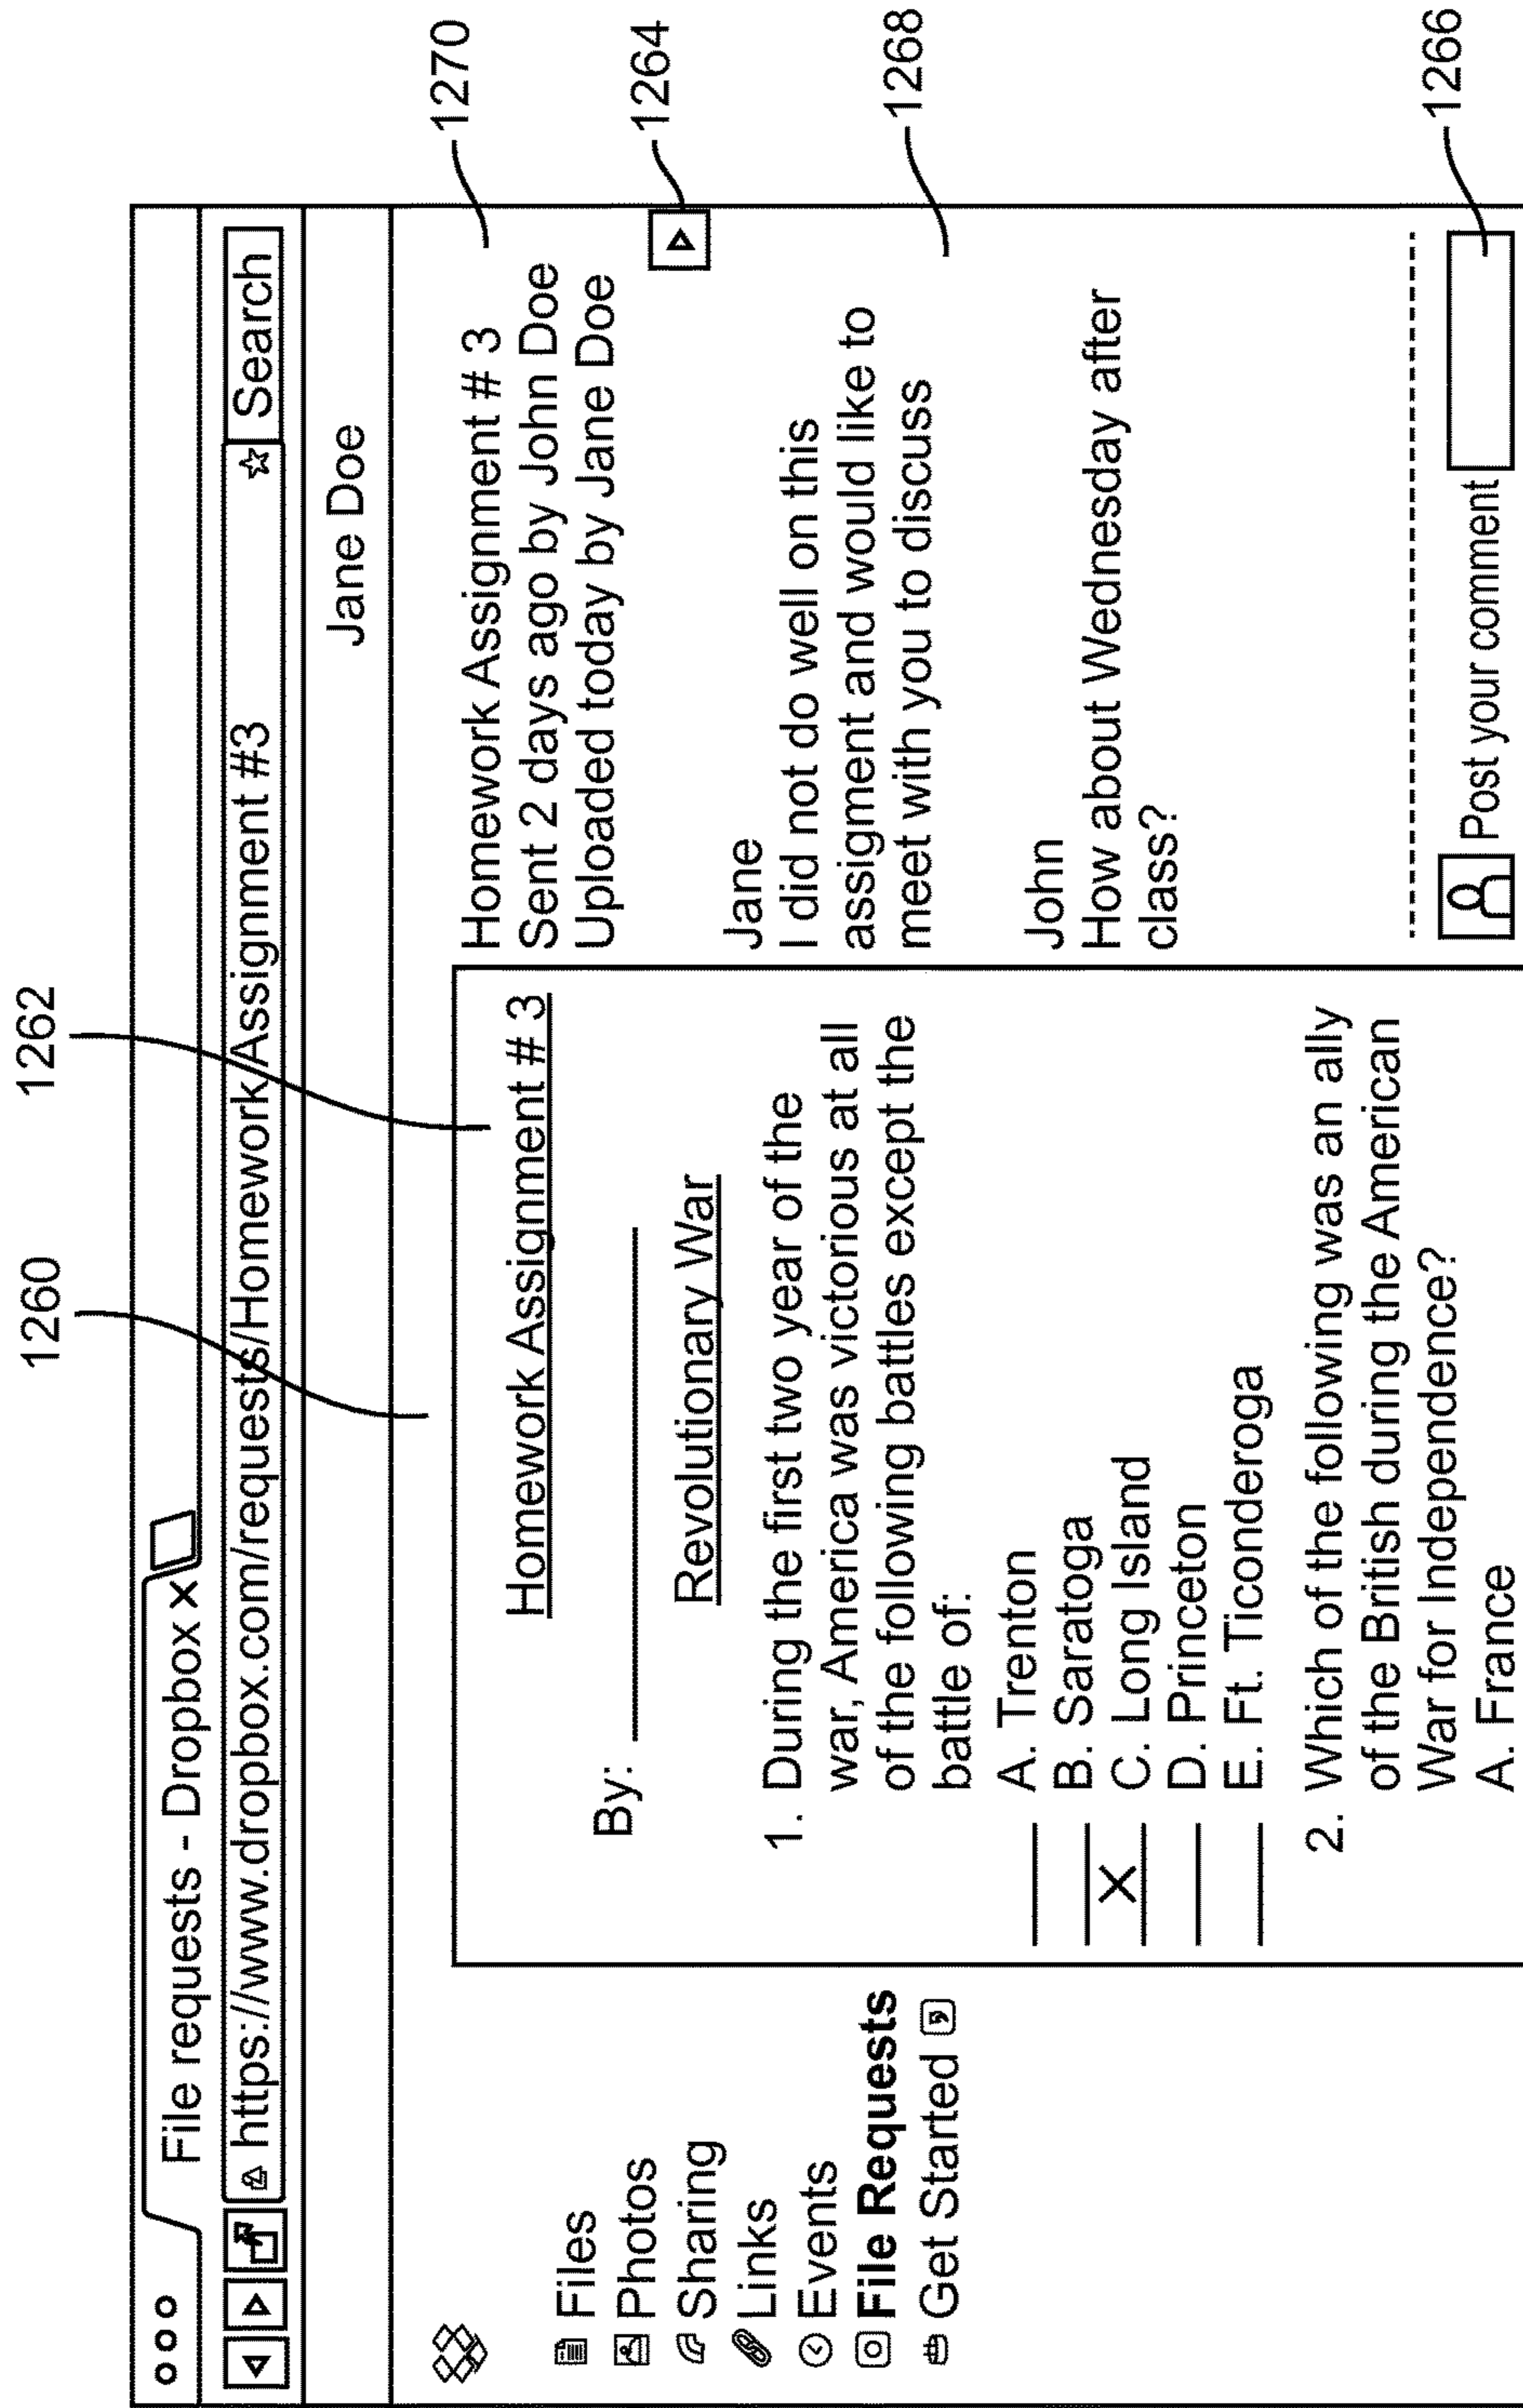 1260
1262
File requests - Dropbox X
https://www.dropbox.com/requests/Homework Assignment #3
Search
Jane Doe
Files
Photos
Sharing
Links
Events
File Requests
Get Started
Homework Assignment # 3
By:
Revolutionary War
1. During the first two year of the
war, America was victorious at all
of the following battles except the
battle of:
A. Trenton
B. Saratoga
X C. Long Island
D. Princeton
E. Ft. Ticonderoga
2. Which of the following was an ally
of the British during the American
War for Independence?
A. France
Homework Assignment # 3
Sent 2 days ago by John Doe
Uploaded today by Jane Doe
1270
1264
Jane
I did not do well on this
assigment and would like to
meet with you to discuss
1268
John
How about Wednesday after
class?
Post your comment
1266